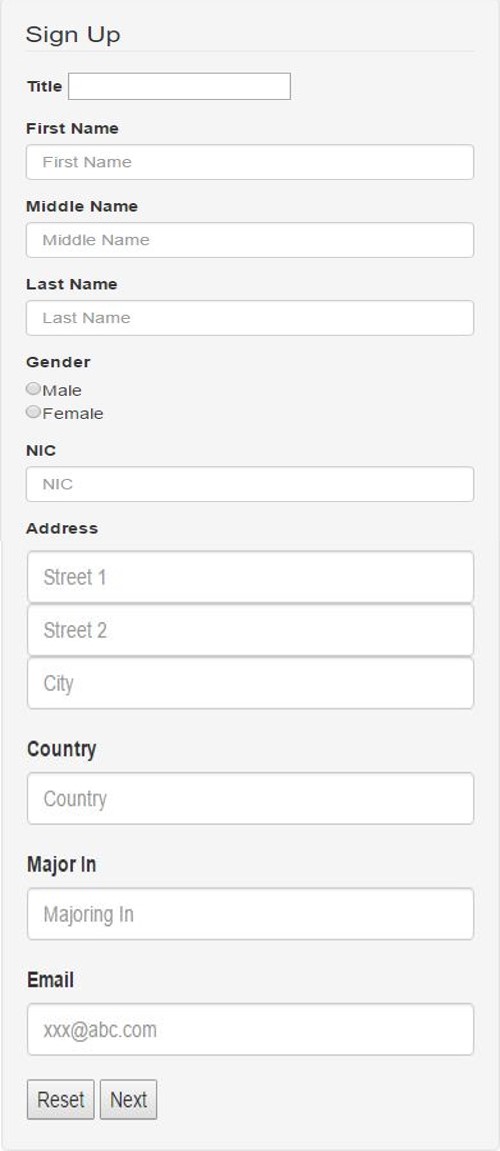 Sign Up
Title
First Name
First Name
Middle Name
Middle Name
Last Name
Last Name
Gender
Male
Female
NIC
NIC
Address
Street 1
Street 2
City
Country
Country
Major In
Majoring In
Email
xxx@abc.com
Reset Next